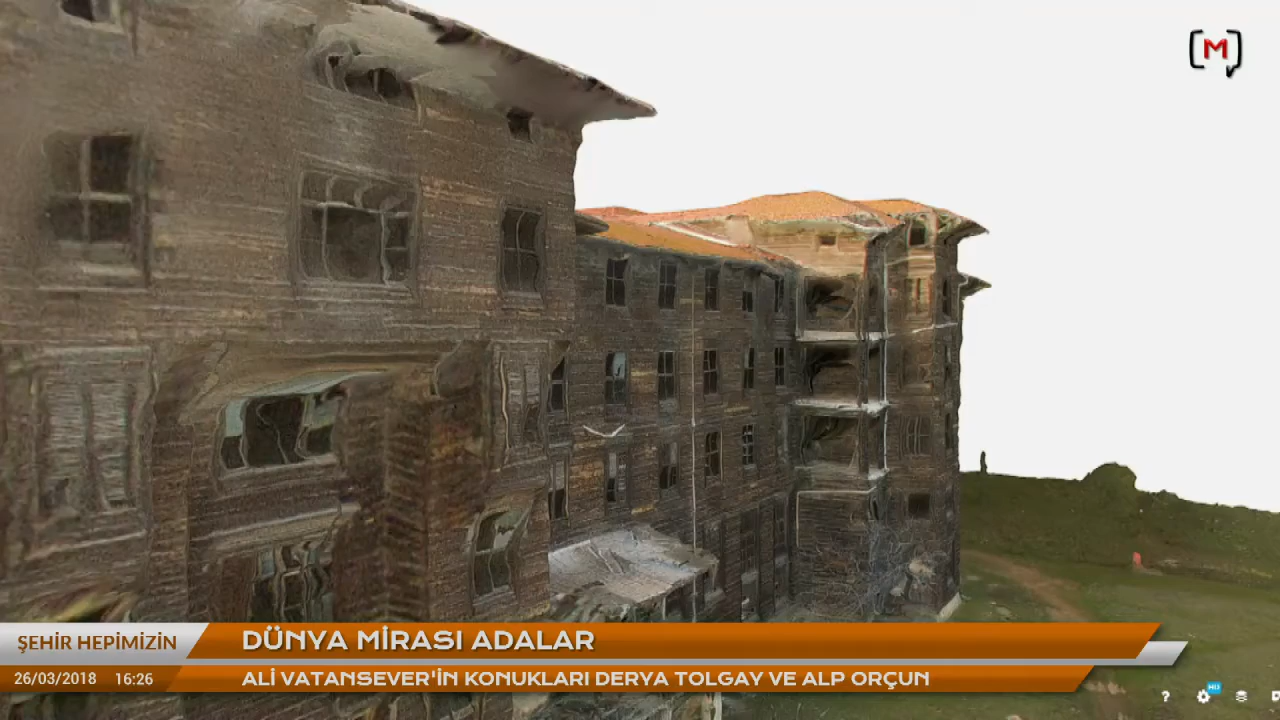 [M]
ŞEHİR HEPİMİZİN
DÜNYA MİRASI ADALAR
26/03/2018 16:26
ALİ VATANSEVER'İN KONUKLARI DERYA TOLGAY VE ALP ORÇUN
? HD